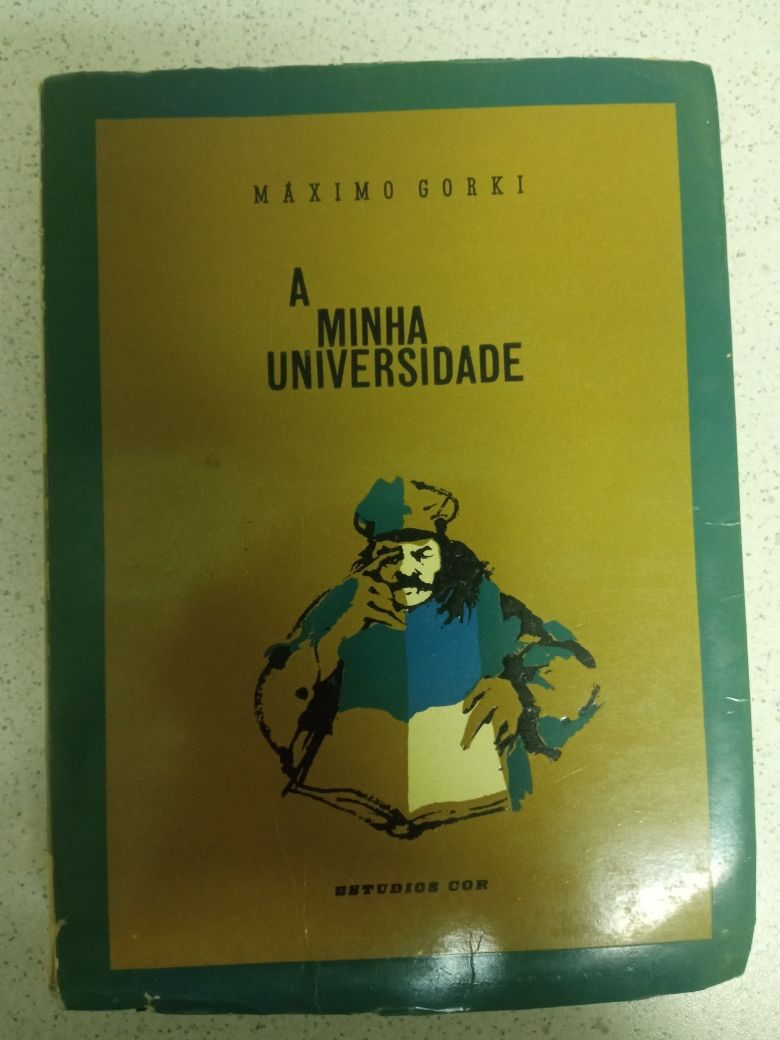 MÁXIMO GORKI
A
MINHA
UNIVERSIDADE
ESTUDIOS COR